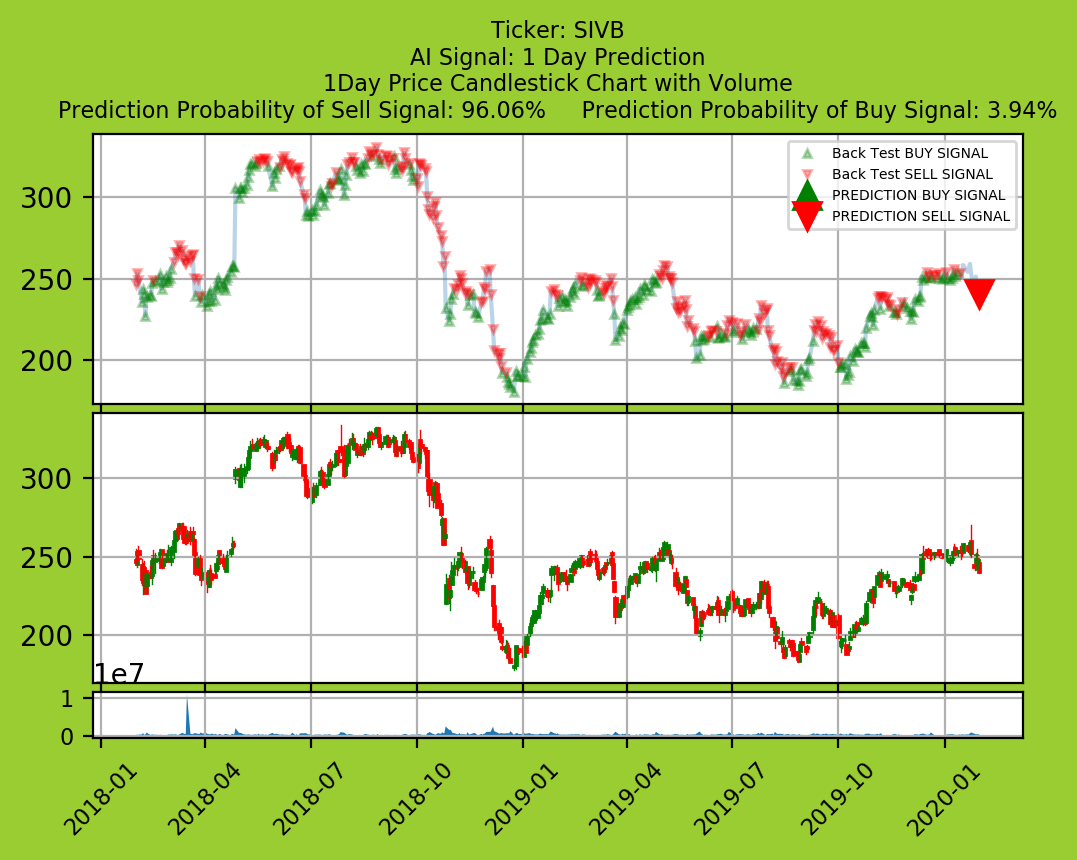 Ticker: SIVB
AI Signal: 1 Day Prediction
1Day Price Candlestick Chart with Volume
Prediction Probability of Sell Signal: 96.06% Prediction Probability of Buy Signal: 3.94%
Back Test BUY SIGNAL
Back Test SELL SIGNAL
PREDICTION BUY SIGNAL
PREDICTION SELL SIGNAL
300
250
200
300
250
200
1e7
1
0
2018-01 2018-04 2018-07 2018-10 2019-01 2019-04 2019-07 2019-10 2020-01